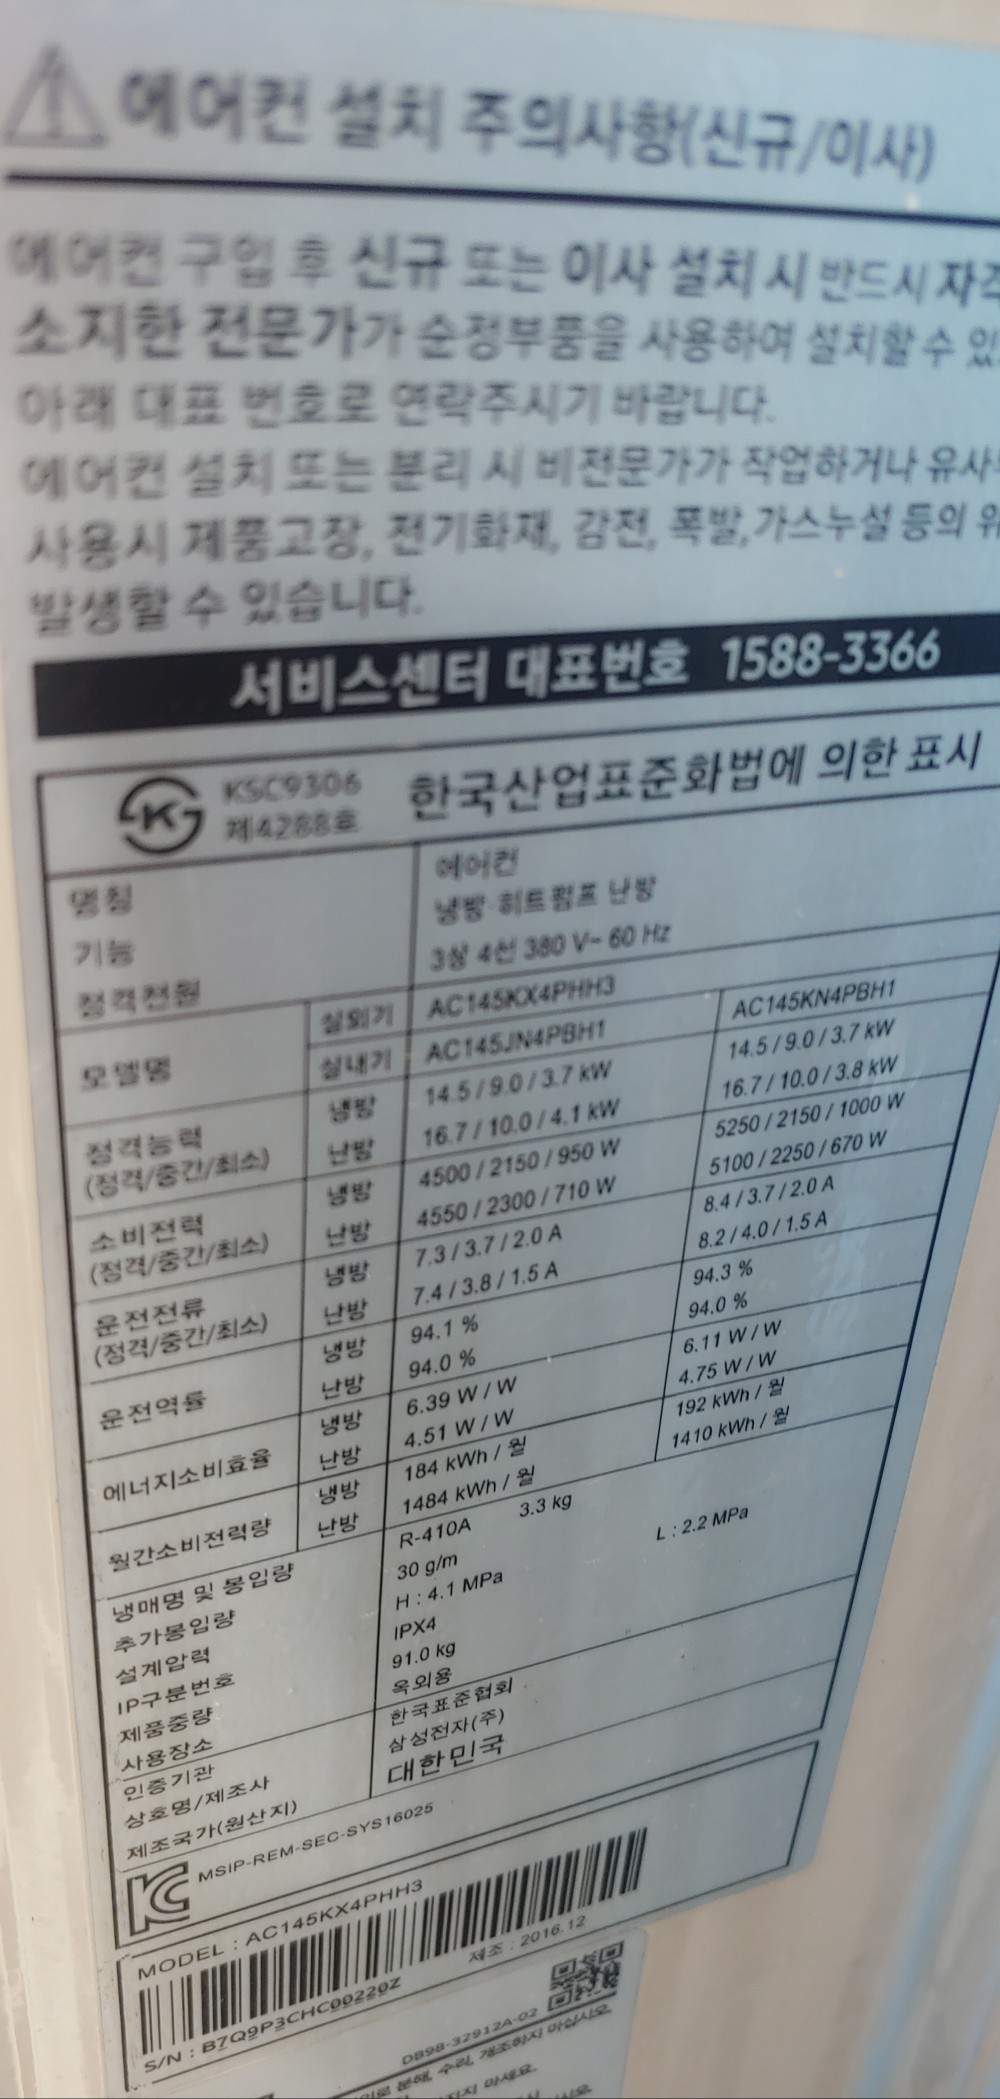 에어컨 설치 주의사항(신규/이사)
에어컨 구입 후 신규 또는 이사 설치 시 반드시 자격
소지한 전문가가 순정부품을 사용하여 설치할 수 있
아래 대표 번호로 연락주시기 바랍니다.
에어컨 설치 또는 분리 시 비전문가가 작업하거나 유사
사용시 제품고장, 전기화재, 감전, 폭발,가스누설 등의 위
발생할 수 있습니다.
서비스센터 대표번호 1588-3366
KSC9306
제4288호
한국산업표준화법에 의한 표시
명칭 에어컨
기능 냉방·히트펌프 난방
정격전원 3상 4선 380 V~ 60 Hz
모델명 실외기 AC145KX4PHH3
실내기 AC145JN4PBH1 AC145KN4PBH1
정격능력 (정격/중간/최소) 냉방 14.5 / 9.0 / 3.7 kW 14.5 / 9.0 / 3.7 kW
난방 16.7 / 10.0 / 4.1 kW 16.7 / 10.0 / 3.8 kW
소비전력 (정격/중간/최소) 냉방 4500 / 2150 / 950 W 5250 / 2150 / 1000 W
난방 4550 / 2300 / 710 W 5100 / 2250 / 670 W
운전전류 (정격/중간/최소) 냉방 7.3 / 3.7 / 2.0 A 8.4 / 3.7 / 2.0 A
난방 7.4 / 3.8 / 1.5 A 8.2 / 4.0 / 1.5 A
운전역률 냉방 94.1 % 94.3 %
난방 94.0 % 94.0 %
에너지소비효율 냉방 6.39 W / W 6.11 W / W
난방 4.51 W / W 4.75 W / W
월간소비전력량 냉방 184 kWh / 월 192 kWh / 월
난방 1484 kWh / 월 1410 kWh / 월
냉매명 및 봉입량 R-410A 3.3 kg
추가봉입량 30 g/m
설계압력 H : 4.1 MPa L : 2.2 MPa
IP구분번호 IPX4
제품중량 91.0 kg
사용장소 옥외용
인증기관 한국표준협회
상호명/제조사 삼성전자(주)
제조국가(원산지) 대한민국
MSIP-REM-SEC-SYS16025
MODEL : AC145KX4PHH3
S/N : B7Q9P3CHC00220Z 제조 : 2016.12
DB98-32912A-02
로 분해, 수리, 개조하지 마십시오.
지 마세요.